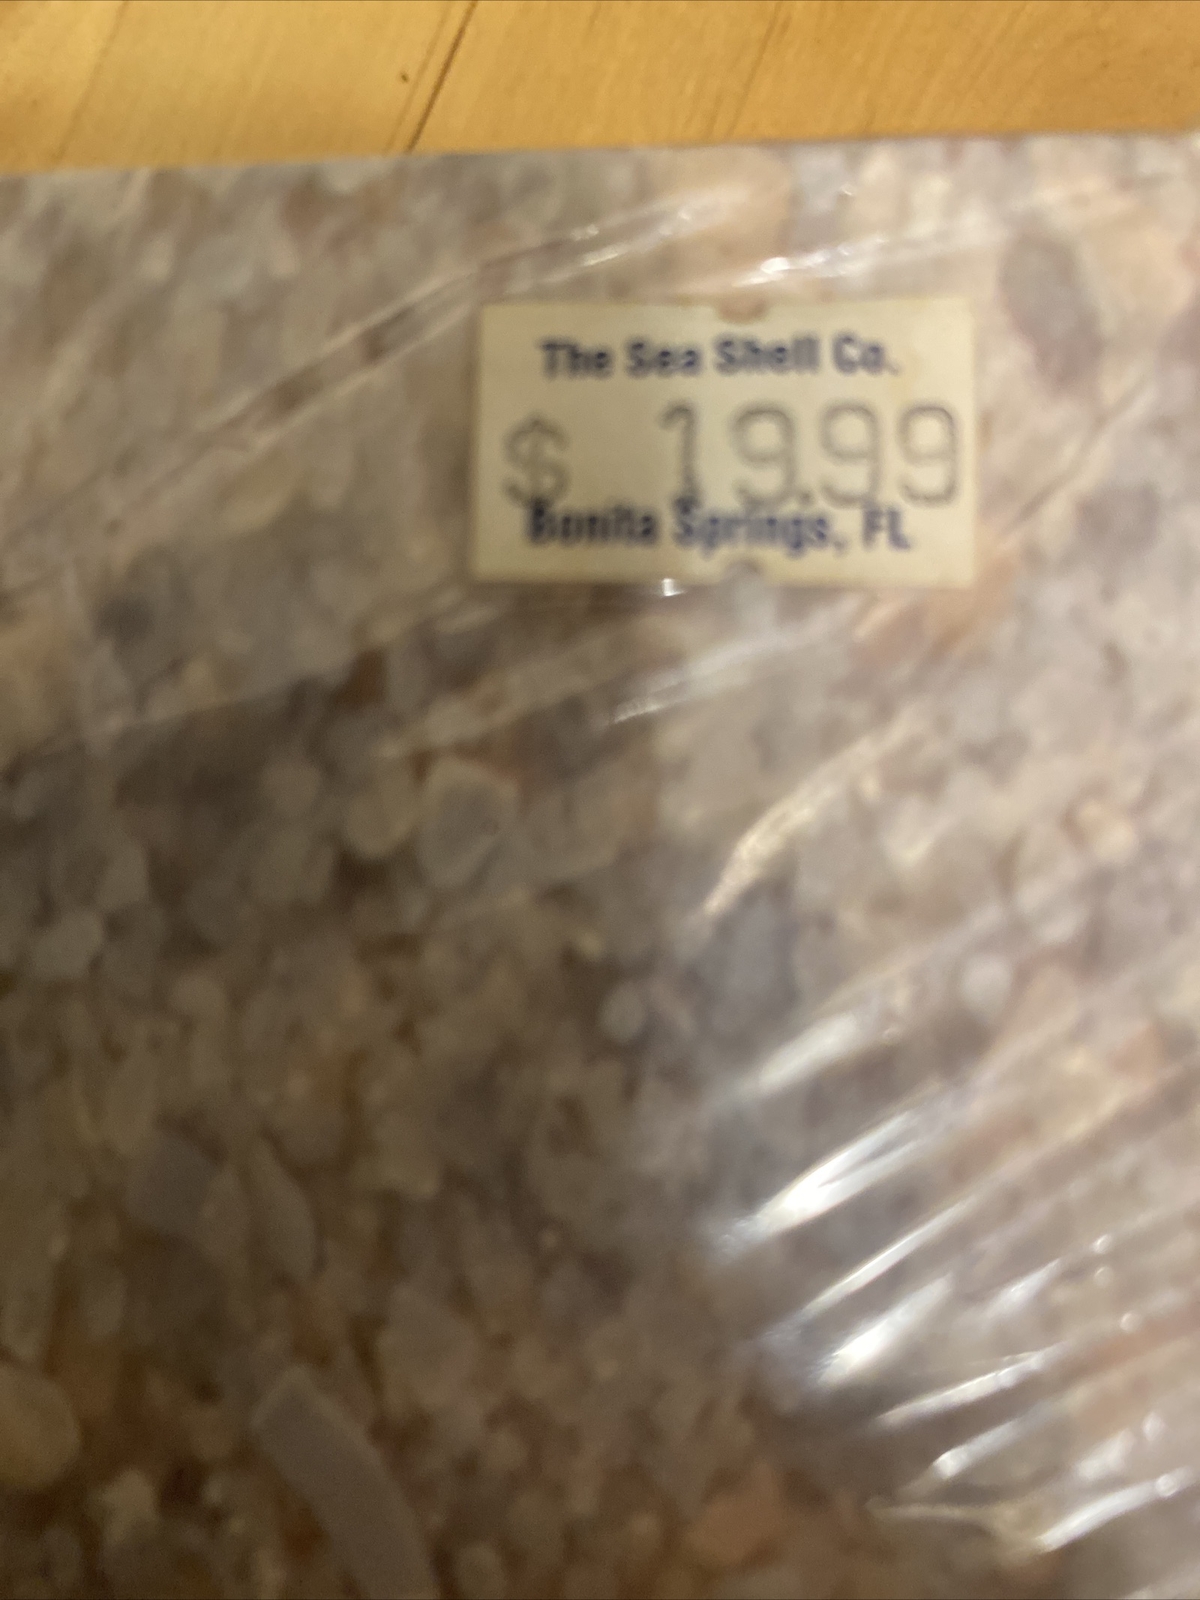 The Sea Shell Co.
$ 19.99
Bonita Springs, FL